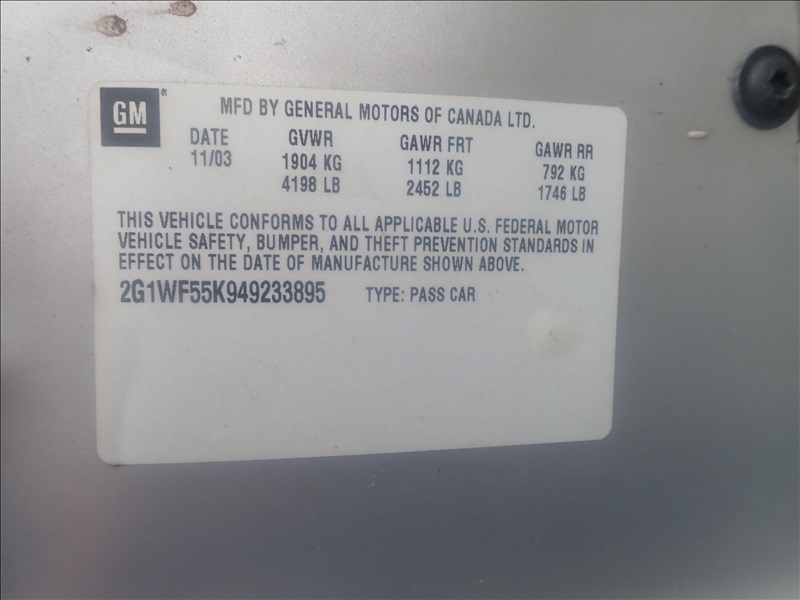 GM® MFD BY GENERAL MOTORS OF CANADA LTD.
DATE GVWR GAWR FRT GAWR RR
11/03 1904 KG 1112 KG 792 KG
4198 LB 2452 LB 1746 LB
THIS VEHICLE CONFORMS TO ALL APPLICABLE U.S. FEDERAL MOTOR
VEHICLE SAFETY, BUMPER, AND THEFT PREVENTION STANDARDS IN
EFFECT ON THE DATE OF MANUFACTURE SHOWN ABOVE.
2G1WF55K949233895 TYPE: PASS CAR